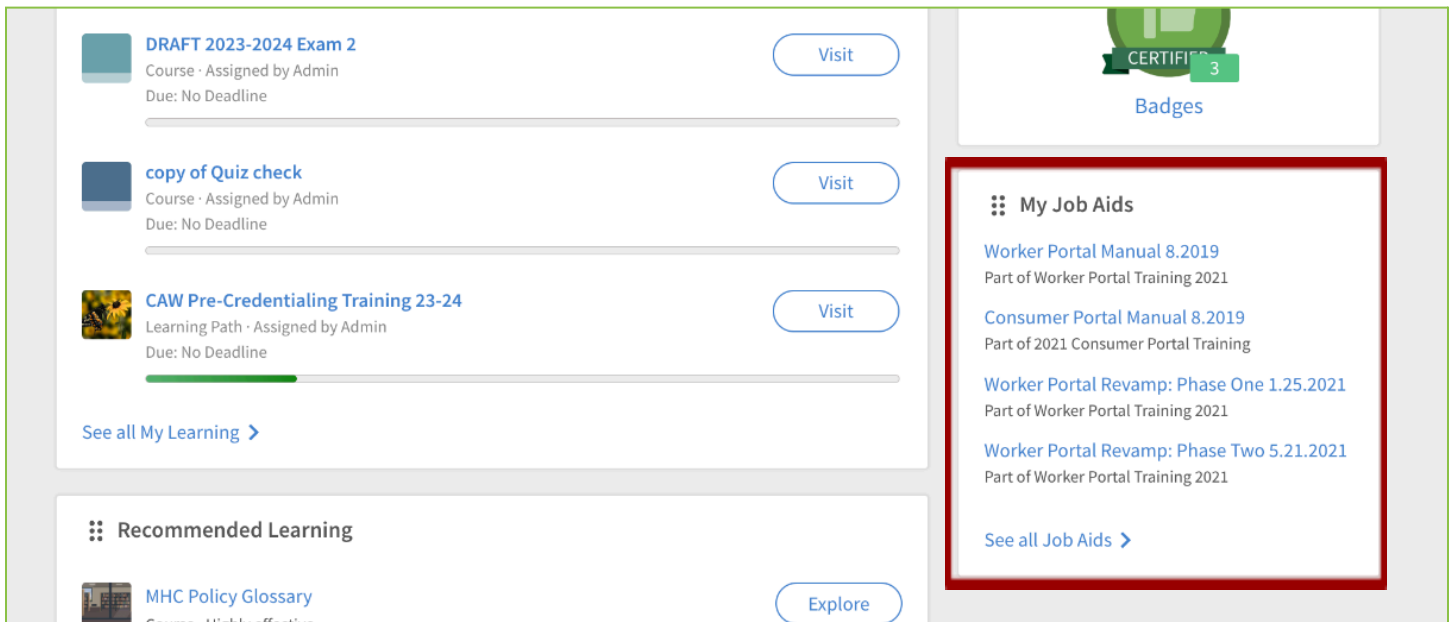 DRAFT 2023-2024 Exam 2
Course · Assigned by Admin
Due: No Deadline
Visit
copy of Quiz check
Course · Assigned by Admin
Due: No Deadline
Visit
CAW Pre-Credentialing Training 23-24
Learning Path · Assigned by Admin
Due: No Deadline
Visit
See all My Learning
Recommended Learning
MHC Policy Glossary
Explore
3
Badges
My Job Aids
Worker Portal Manual 8.2019
Part of Worker Portal Training 2021
Consumer Portal Manual 8.2019
Part of 2021 Consumer Portal Training
Worker Portal Revamp: Phase One 1.25.2021
Part of Worker Portal Training 2021
Worker Portal Revamp: Phase Two 5.21.2021
Part of Worker Portal Training 2021
See all Job Aids